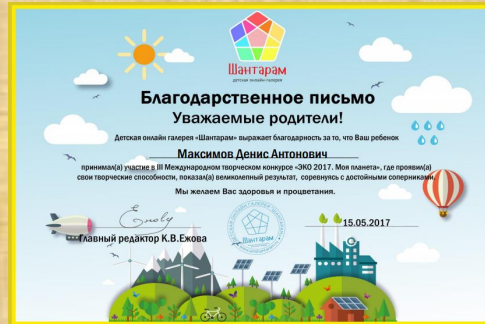 Шантарам
детская онлайн-галерея
Благодарственное письмо
Уважаемые родители!
Детская онлайн галерея «Шантарам» выражает благодарность за то, что Ваш ребенок
Максимов Денис Антонович
принимал(а) участие в III Международном творческом конкурсе «ЭКО 2017. Моя планета», где проявил(а)
свои творческие способности, показал(а) великолепный результат, соревнуясь с достойными соперниками.
Мы желаем Вас здоровья и процветания.
15.05.2017
Шантарам
Главный редактор К.В.Ежова